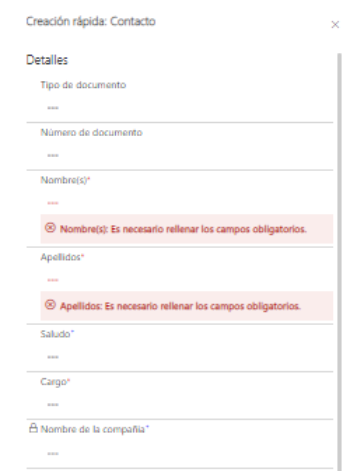 Creación rápida: Contacto
Detalles
Tipo de documento
---
Número de documento
---
Nombre(s)*
---
Nombre(s): Es necesario rellenar los campos obligatorios.
Apellidos*
---
Apellidos: Es necesario rellenar los campos obligatorios.
Saludo*
---
Cargo*
---
Nombre de la compañía*
---